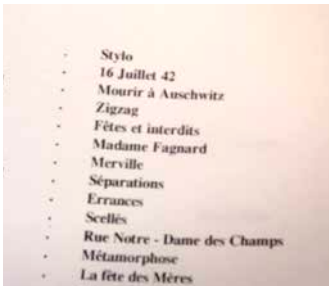 · Stylo
· 16 Juillet 42
· Mourir à Auschwitz
· Zigzag
· Fêtes et interdits
· Madame Fagnard
· Merville
· Séparations
· Errances
· Scellés
· Rue Notre - Dame des Champs
· Métamorphose
· La fête des Mères